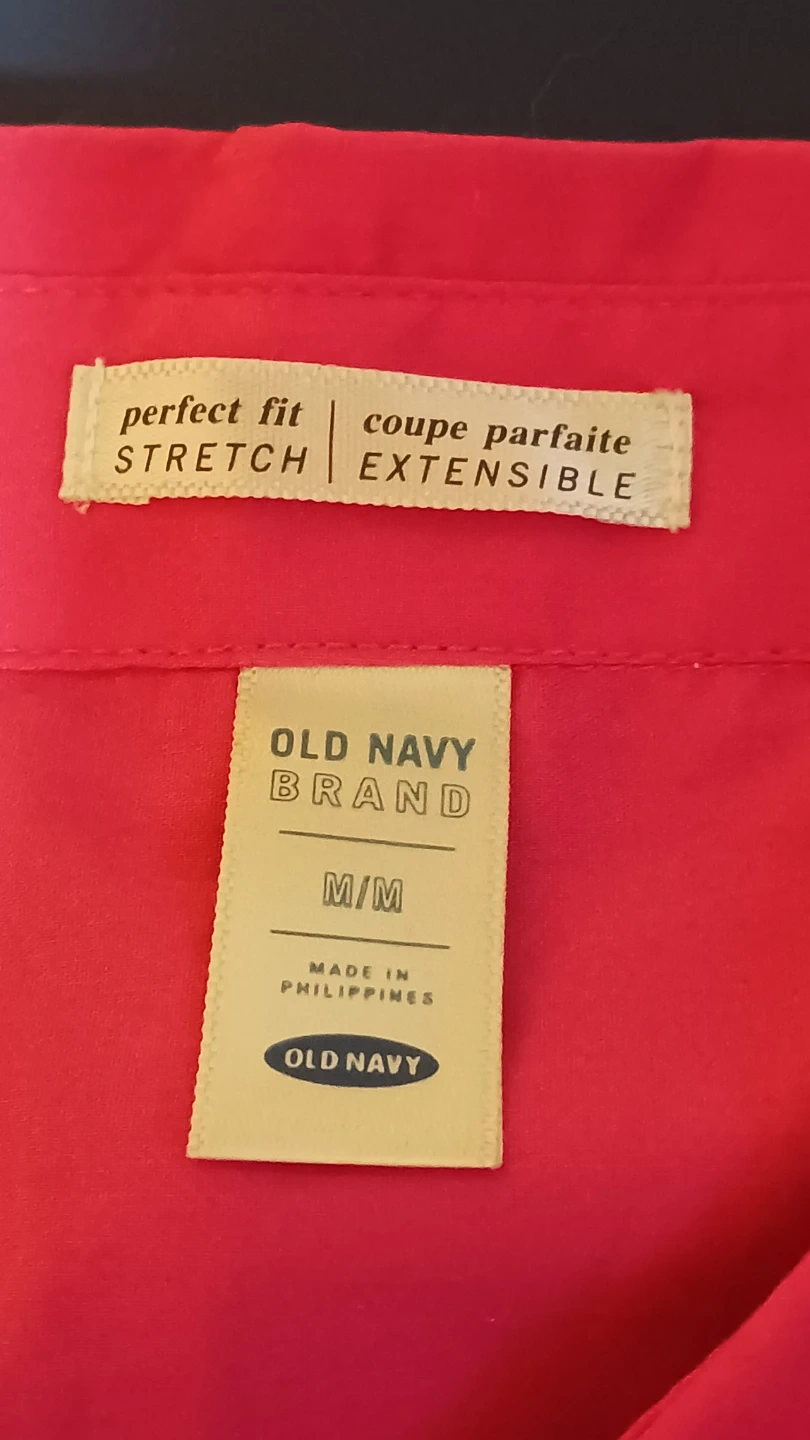 perfect fit | coupe parfaite
STRETCH | EXTENSIBLE
OLD NAVY
BRAND
M/M
MADE IN
PHILIPPINES
OLD NAVY